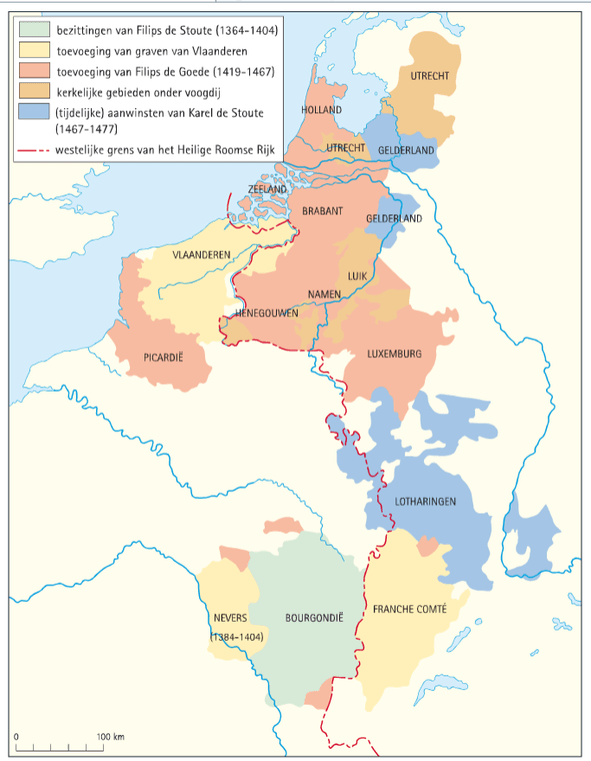 bezittingen van Filips de Stoute (1364-1404)
toevoeging van graven van Vlaanderen
toevoeging van Filips de Goede (1419-1467)
kerkelijke gebieden onder voogdij
(tijdelijke) aanwinsten van Karel de Stoute
(1467-1477)
westelijke grens van het Heilige Roomse Rijk
UTRECHT
HOLLAND
UTRECHT
GELDERLAND
ZEELAND
BRABANT
GELDERLAND
VLAANDEREN
LUIK
NAMEN
HENEGOUWEN
PICARDIË
LUXEMBURG
LOTHARINGEN
NEVERS
(1384-1404)
BOURGONDIË
FRANCHE COMTÉ
0 100 km